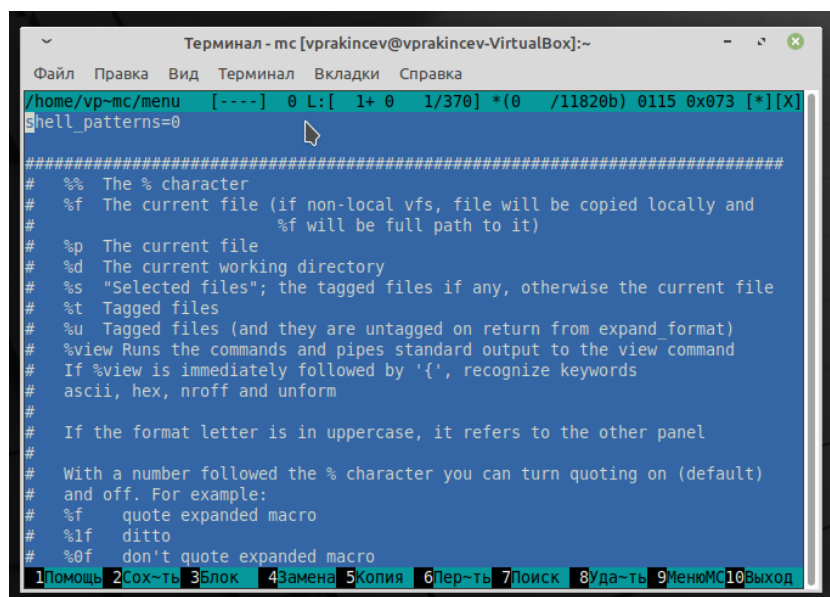 Терминал - mc [vprakincev@vprakincev-VirtualBox]:~
Файл Правка Вид Терминал Вкладки Справка
/home/vp~mc/menu [----] 0 L:[ 1+ 0 1/370] *(0 /11820b) 0115 0x073 [*][X]
shell_patterns=0
##############################################################################
# %% The % character
# %f The current file (if non-local vfs, file will be copied locally and
# %f will be full path to it)
# %p The current file
# %d The current working directory
# %s "Selected files"; the tagged files if any, otherwise the current file
# %t Tagged files
# %u Tagged files (and they are untagged on return from expand_format)
# %view Runs the commands and pipes standard output to the view command
# If %view is immediately followed by '{', recognize keywords
# ascii, hex, nroff and unform
#
# If the format letter is in uppercase, it refers to the other panel
#
# With a number followed the % character you can turn quoting on (default)
# and off. For example:
# %f quote expanded macro
# %1f ditto
# %0f don't quote expanded macro
1Помощь 2Сох~ть 3Блок 4Замена 5Копия 6Пер~ть 7Поиск 8Уда~ть 9МенюМС10Выход